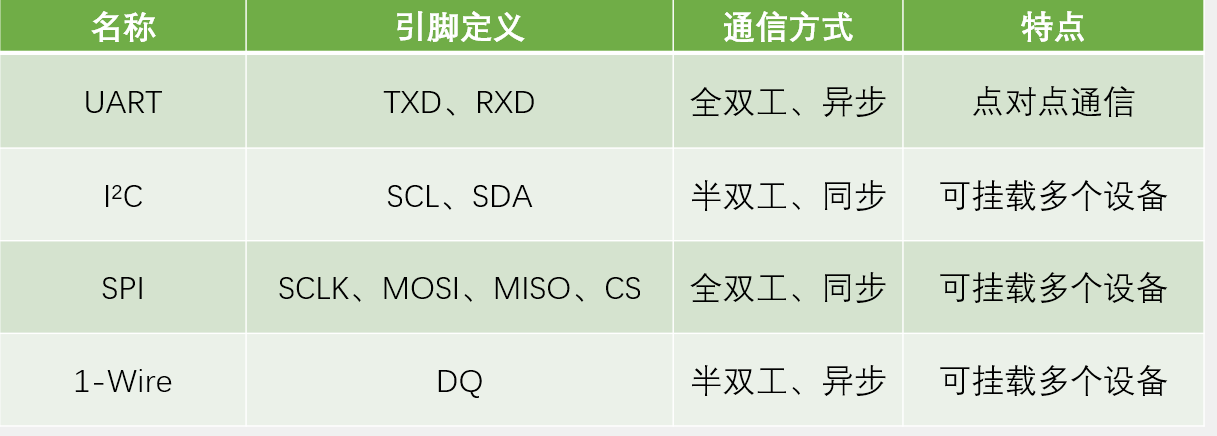 名称 引脚定义 通信方式 特点
UART TXD、RXD 全双工、异步 点对点通信
I²C SCL、SDA 半双工、同步 可挂载多个设备
SPI SCLK、MOSI、MISO、CS 全双工、同步 可挂载多个设备
1-Wire DQ 半双工、异步 可挂载多个设备